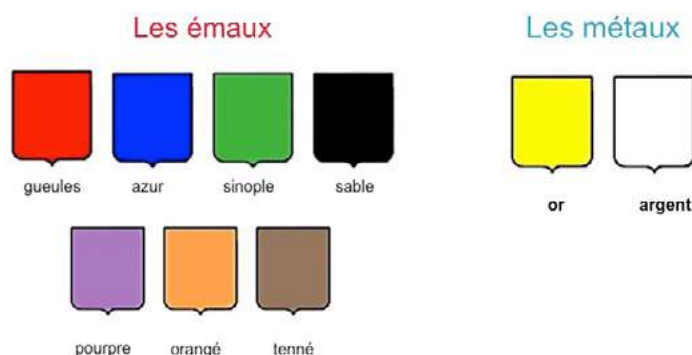 Les émaux
Les métaux
gueules
azur
sinople
sable
or
argent
pourpre
orangé
tenné